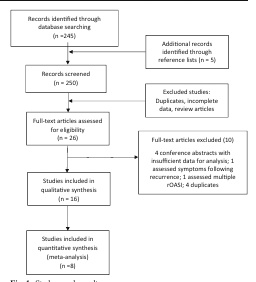 Records identified through
database searching
(n =245)
Additional records
identified through
reference lists (n = 5)
Records screened
(n = 250)
Excluded studies:
Duplicates, incomplete
data, review articles
Full-text articles assessed
for eligibility
(n = 26)
Full-text articles excluded (10)
4 conference abstracts with
insufficient data for analysis; 1
assessed symptoms following
recurrence; 1 assessed multiple
rOASI; 4 duplicates
Studies included in
qualitative synthesis
(n = 16)
Studies included in
quantitative synthesis
(meta-analysis)
(n =8)